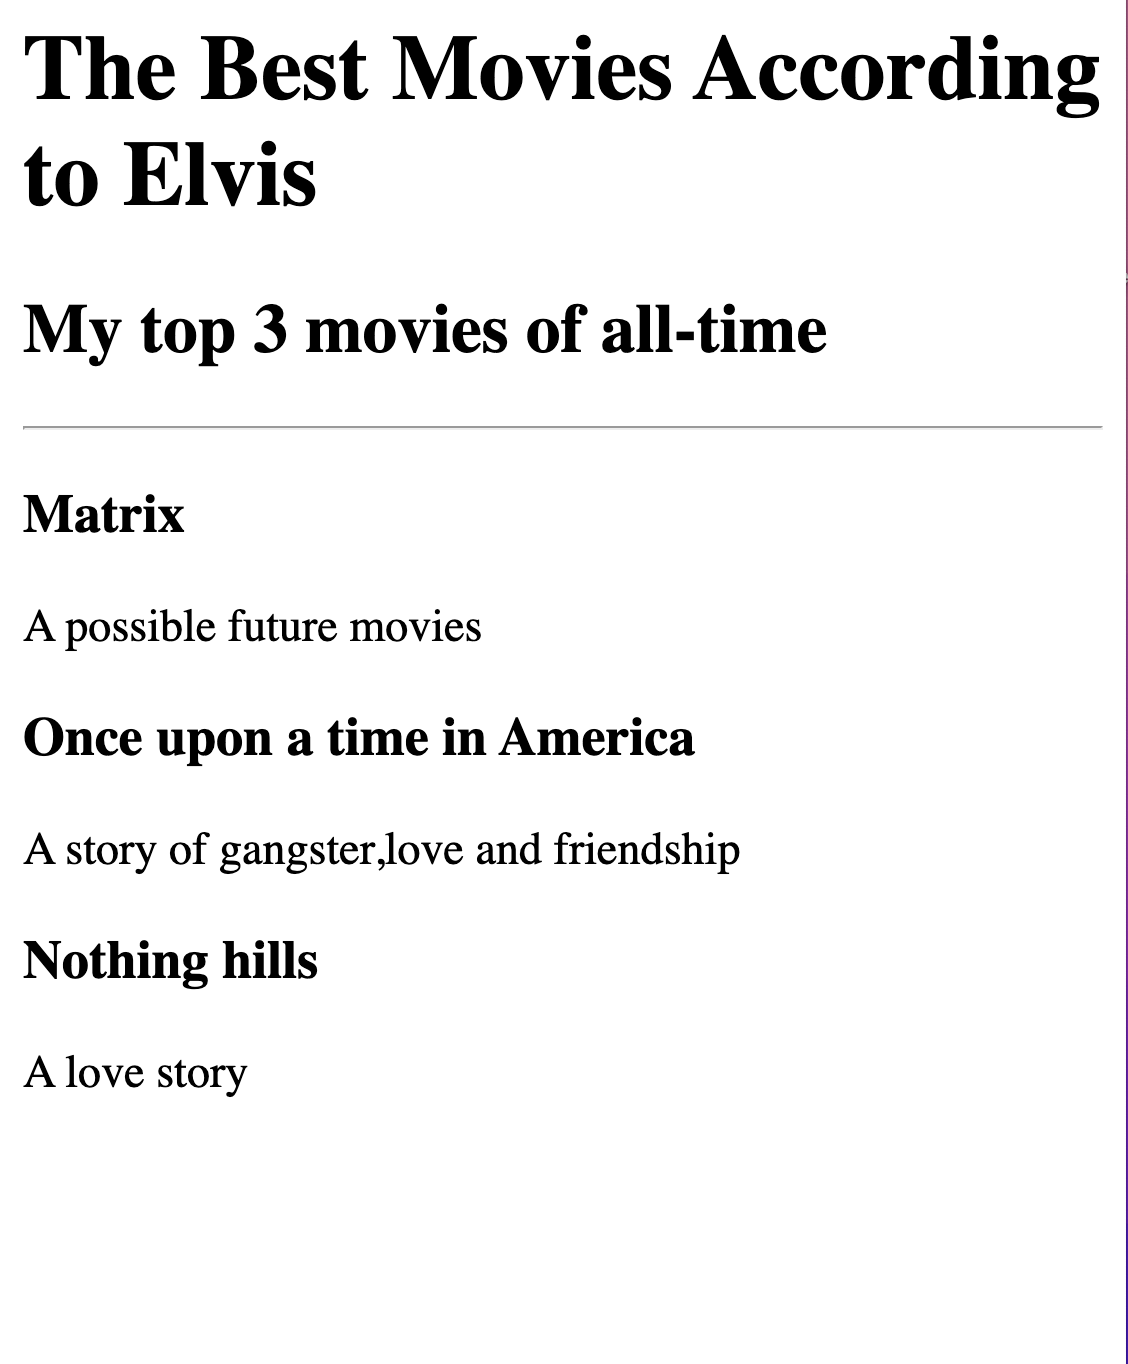 The Best Movies According
to Elvis
My top 3 movies of all-time
Matrix
A possible future movies
Once upon a time in America
A story of gangster,love and friendship
Nothing hills
A love story